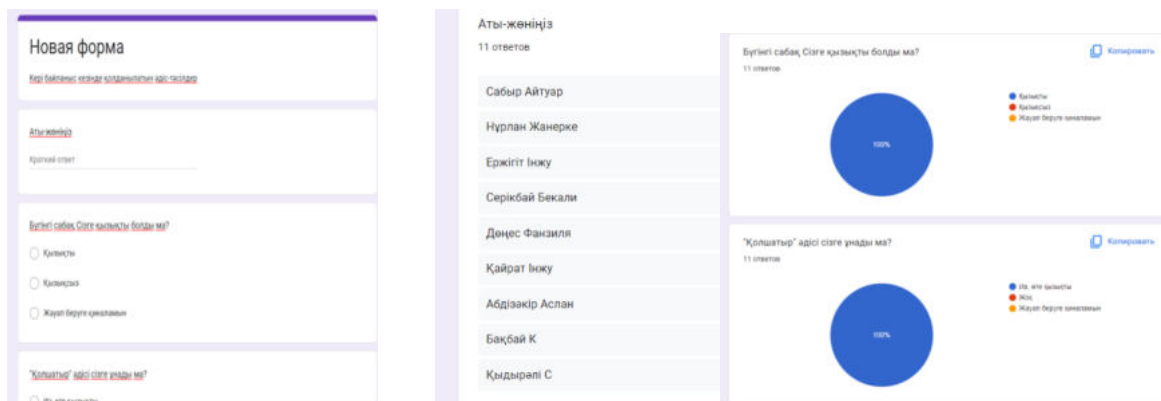 Новая форма
Кері байланыс кезінде қолданылатын әдіс тәсілдер
Аты-жөніңіз
Краткий ответ
Бүгінгі сабақ Сізге қызықты болды ма?
Қызықты
Қызықсыз
Жауап беруге қиналамын
"Қолшатыр" әдісі сізге ұнады ма?
Аты-жөніңіз
11 ответов
Сабыр Айтуар
Нұрлан Жанерке
Ержігіт Інжу
Серікбай Бекали
Дөңес Фанзиля
Қайрат Інжу
Абдізәкір Аслан
Бақбай К
Қыдырәлі С
Бүгінгі сабақ Сізге қызықты болды ма?
Копировать
11 ответов
Қызықты
Қызықсыз
Жауап беруге қиналамын
100%
"Қолшатыр" әдісі сізге ұнады ма?
Копировать
11 ответов
Иә, өте қызықты
Жоқ
Жауап беруге қиналамын
100%